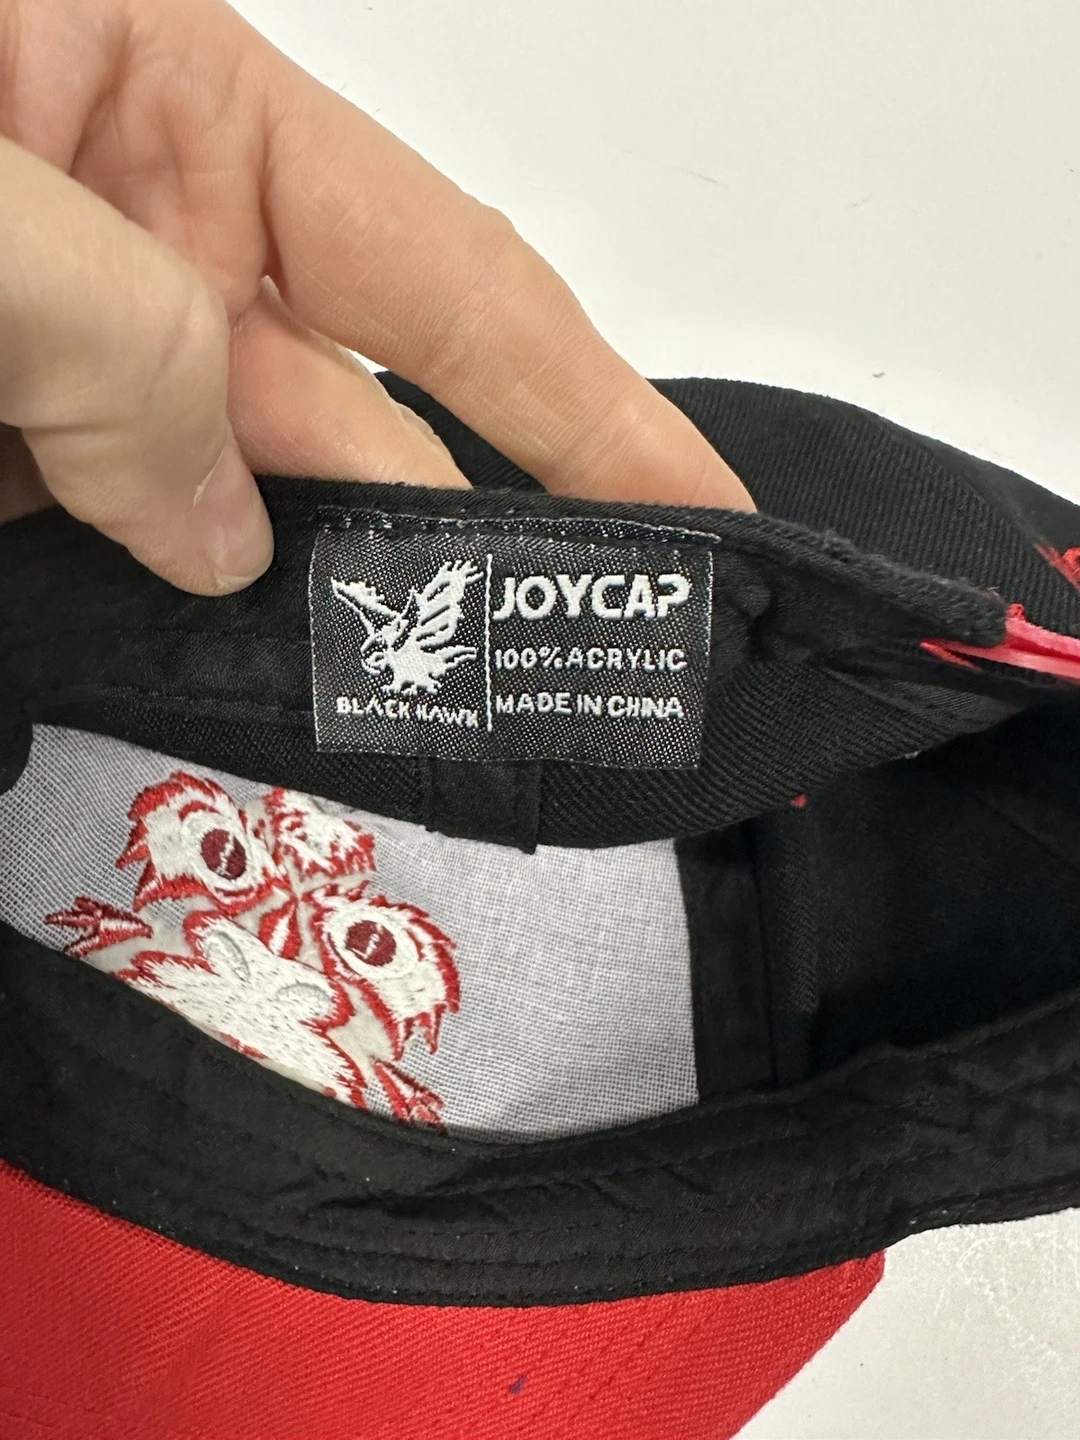 JOYCAP
100%ACRYLIC
MADE IN CHINA
BLACK HAWK